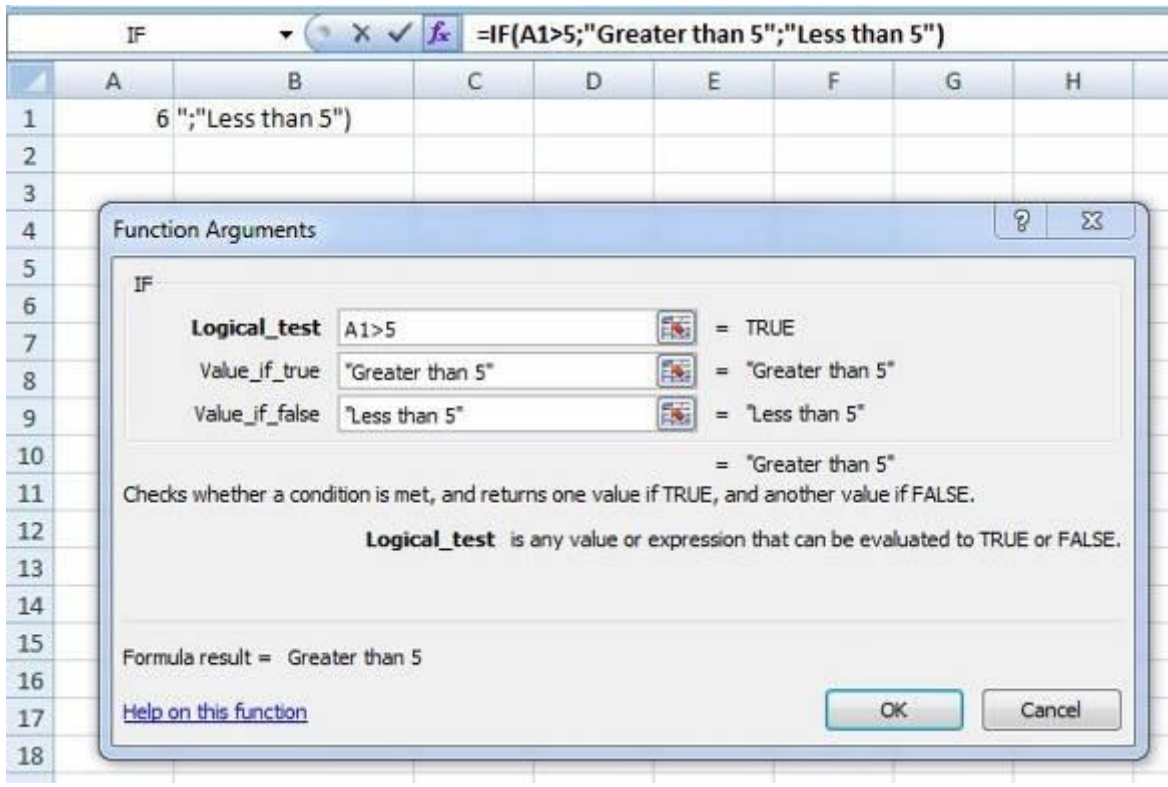 IF fx =IF(A1>5;"Greater than 5";"Less than 5")
A B C D E F G H
1 6 ";"Less than 5")
2
3
4 Function Arguments ?
5
IF
6
Logical_test A1>5 = TRUE
7
Value_if_true "Greater than 5" = "Greater than 5"
8
Value_if_false "Less than 5" = "Less than 5"
9
10 = "Greater than 5"
11 Checks whether a condition is met, and returns one value if TRUE, and another value if FALSE.
12 Logical_test is any value or expression that can be evaluated to TRUE or FALSE.
13
14
15
Formula result = Greater than 5
16
17 Help on this function OK Cancel
18